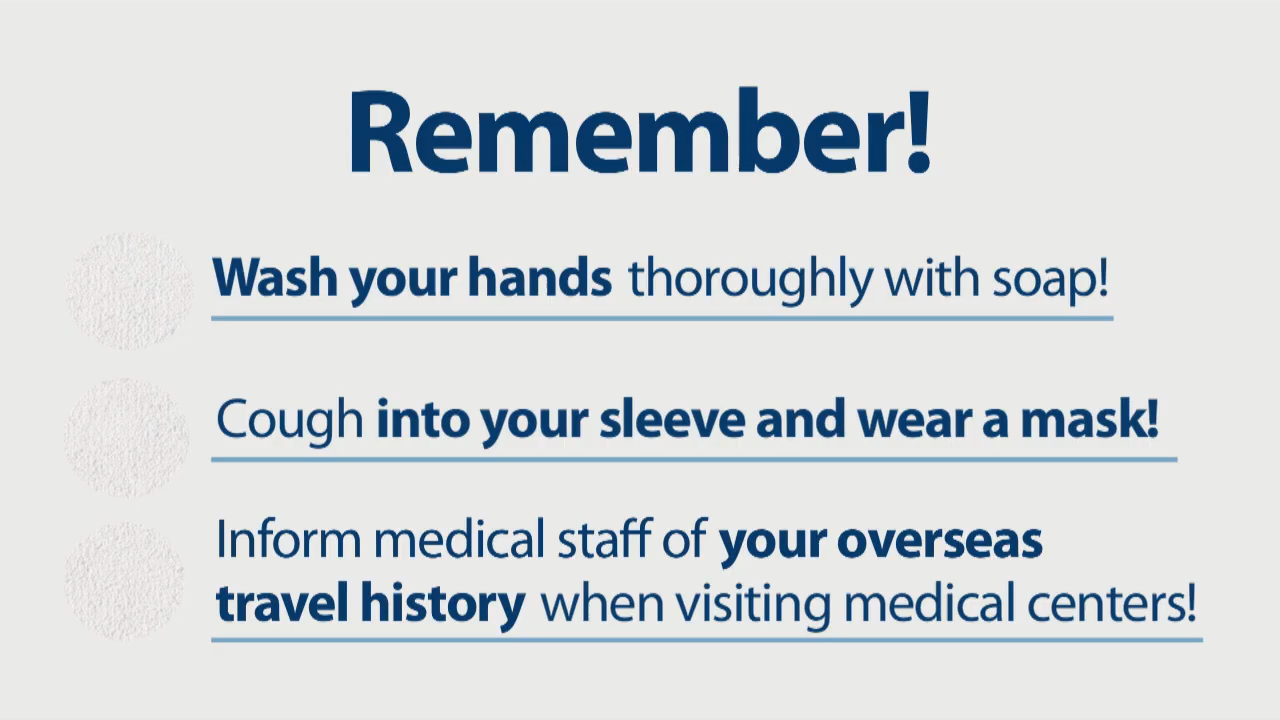 Remember!
Wash your hands thoroughly with soap!
Cough into your sleeve and wear a mask!
Inform medical staff of your overseas
travel history when visiting medical centers!